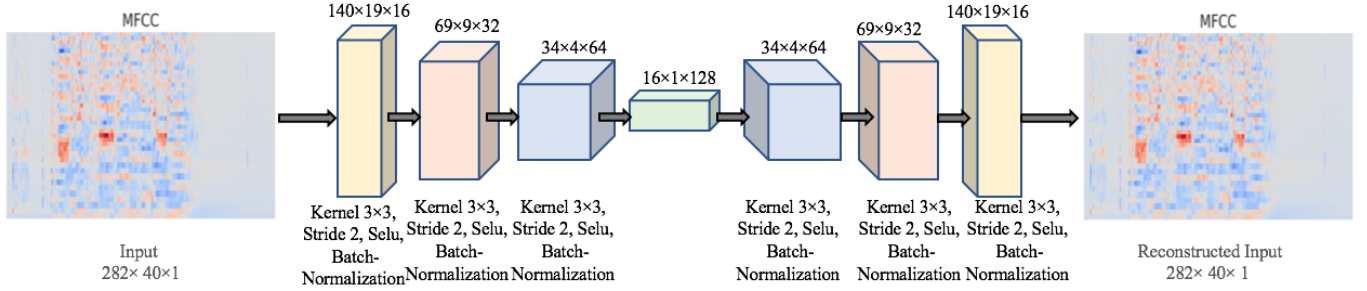 MFCC
Input
282× 40×1
140×19×16
Kernel 3×3,
Stride 2, Selu,
Batch-
Normalization
69×9×32
Kernel 3×3,
Stride 2, Selu,
Batch-
Normalization
34×4×64
Kernel 3×3,
Stride 2, Selu,
Batch-
Normalization
16×1×128
34×4×64
Kernel 3×3,
Stride 2, Selu,
Batch-
Normalization
69×9×32
Kernel 3×3,
Stride 2, Selu,
Batch-
Normalization
140×19×16
Kernel 3×3,
Stride 2, Selu,
Batch-
Normalization
MFCC
Reconstructed Input
282× 40× 1